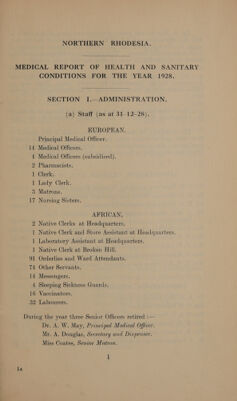 NORTHERN RHODESIA.
MEDICAL REPORT OF HEALTH AND SANITARY
CONDITIONS FOR THE YEAR 1928.
SECTION I.—ADMINISTRATION.
(a) Staff (as at 31-12-28).
EUROPEAN.
Principal Medical Officer.
14 Medical Officers.
4 Medical Officers (subsidised).
2 Pharmacists.
1 Clerk.
1 Lady Clerk.
3 Matrons.
17 Nursing Sisters.
AFRICAN.
2 Native Clerks at Headquarters.
1 Native Clerk and Store Assistant at Headquarters.
1 Laboratory Assistant at Headquarters.
1 Native Clerk at Broken Hill.
91 Orderlies and Ward Attendants.
74 Other Servants.
14 Messengers.
4 Sleeping Sickness Guards.
16 Vaccinators.
32 Labourers.
During the year three Senior Officers retired :—
Dr. A. W. May, Principal Medical Officer.
Mr. A. Douglas, Secretary and Dispenser.
Miss Coates, Senior Matron.
1